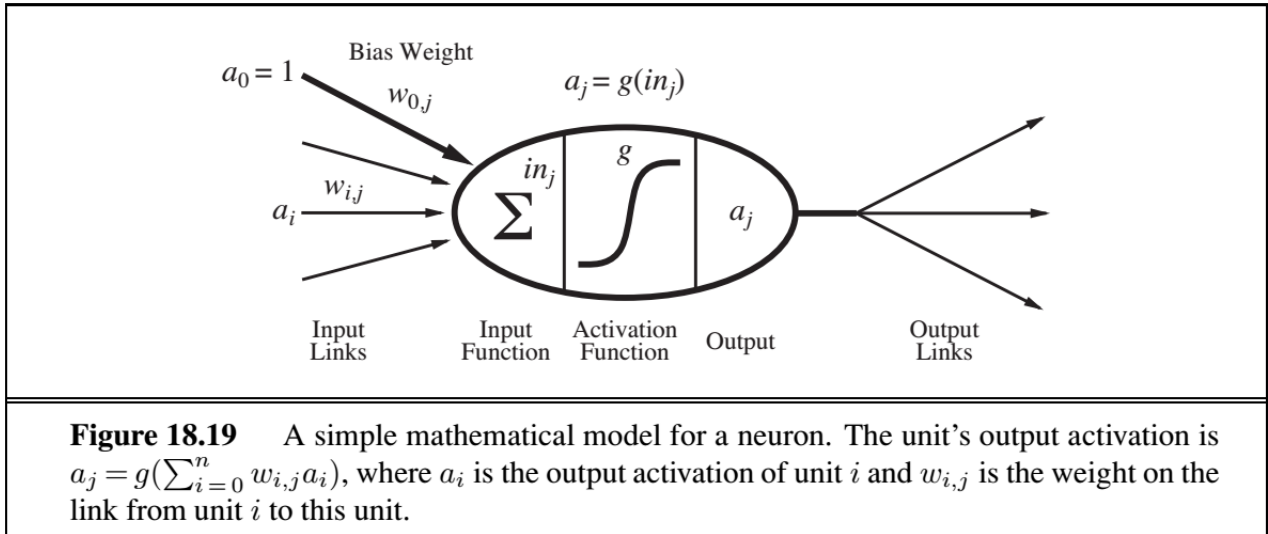 Bias Weight
a₀ = 1
w₀,ⱼ
aⱼ = g(inⱼ)
inⱼ
g
wᵢ,ⱼ
aᵢ
Σ
aⱼ
Input
Links
Input
Function
Activation
Function
Output
Output
Links
Figure 18.19 A simple mathematical model for a neuron. The unit's output activation is
aⱼ = g(∑ⁿᵢ₌₀ wᵢ,ⱼaᵢ), where aᵢ is the output activation of unit i and wᵢ,ⱼ is the weight on the
link from unit i to this unit.